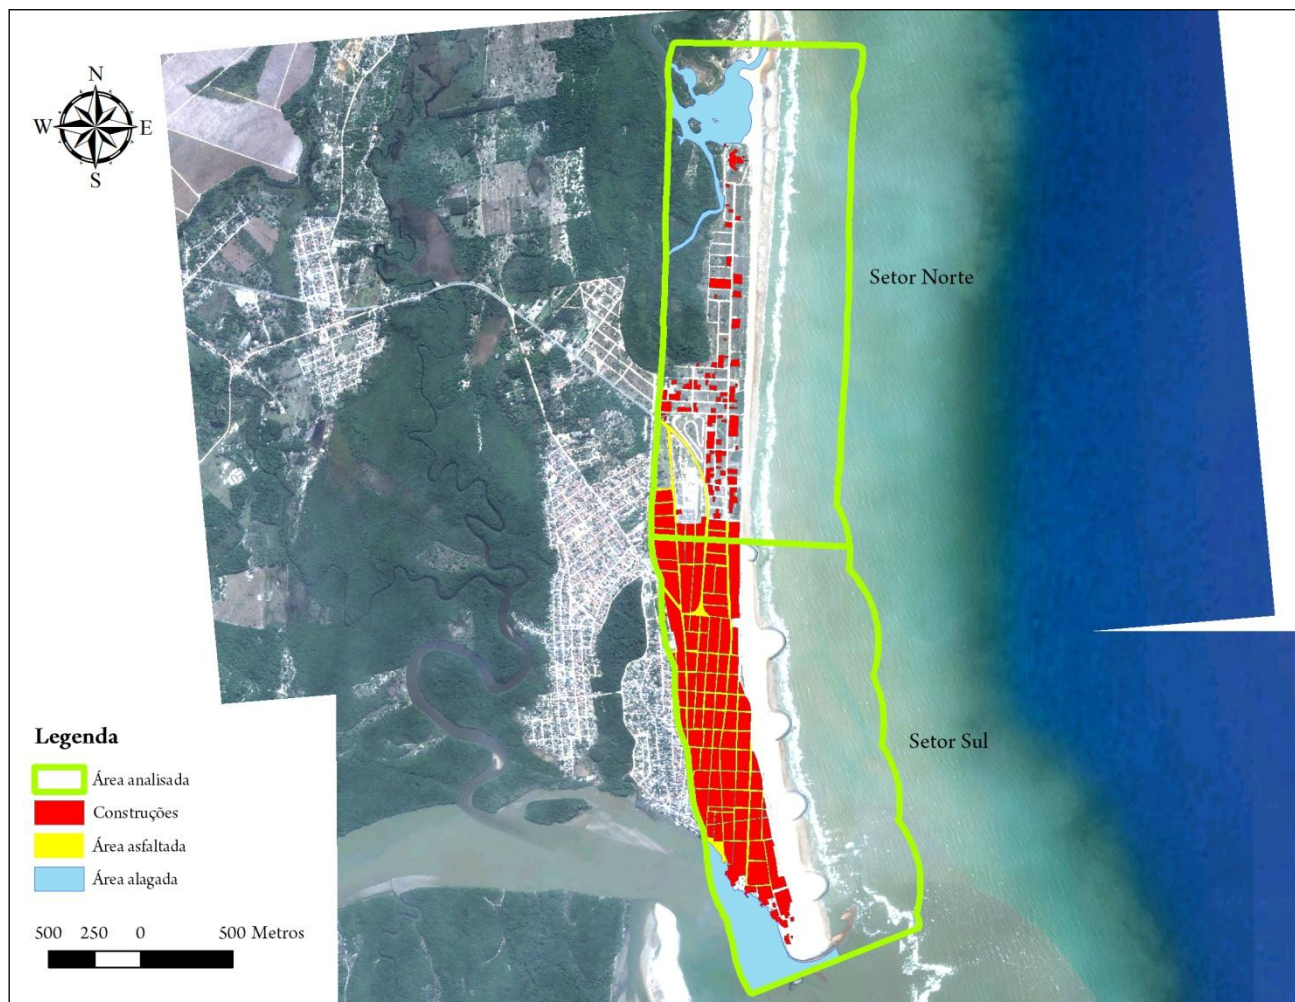 N
W E
S
Setor Norte
Setor Sul
Legenda
Área analisada
Construções
Área asfaltada
Área alagada
500 250 0 500 Metros